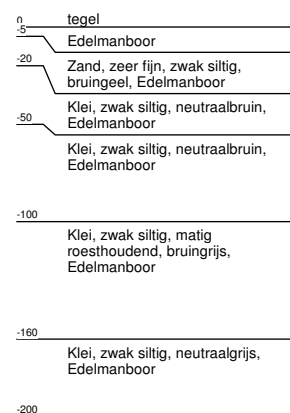 0 tegel
-5
Edelmanboor
-20
Zand, zeer fijn, zwak siltig,
bruingeel, Edelmanboor
Klei, zwak siltig, neutraalbruin,
Edelmanboor
-50
Klei, zwak siltig, neutraalbruin,
Edelmanboor
-100
Klei, zwak siltig, matig
roesthoudend, bruingrijs,
Edelmanboor
-160
Klei, zwak siltig, neutraalgrijs,
Edelmanboor
-200